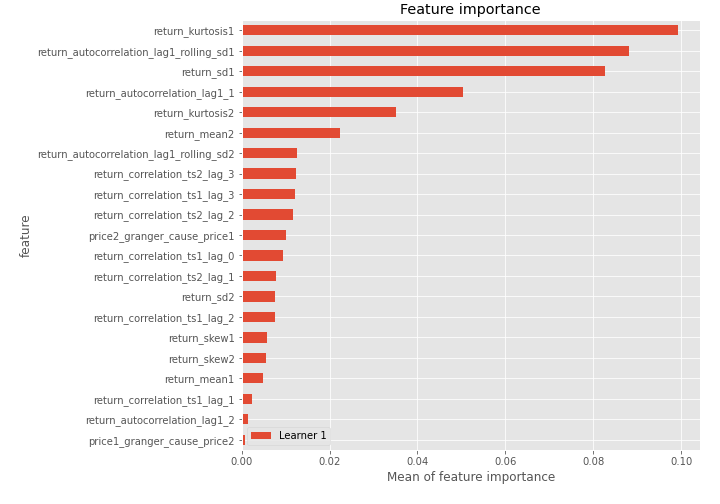 Feature importance
return_kurtosis1
return_autocorrelation_lag1_rolling_sd1
return_sd1
return_autocorrelation_lag1_1
return_kurtosis2
return_mean2
return_autocorrelation_lag1_rolling_sd2
return_correlation_ts2_lag_3
return_correlation_ts1_lag_3
return_correlation_ts2_lag_2
price2_granger_cause_price1
return_correlation_ts1_lag_0
return_correlation_ts2_lag_1
return_sd2
return_correlation_ts1_lag_2
return_skew1
return_skew2
return_mean1
return_correlation_ts1_lag_1
return_autocorrelation_lag1_2
price1_granger_cause_price2
feature
Learner 1
0.00 0.02 0.04 0.06 0.08 0.10
Mean of feature importance